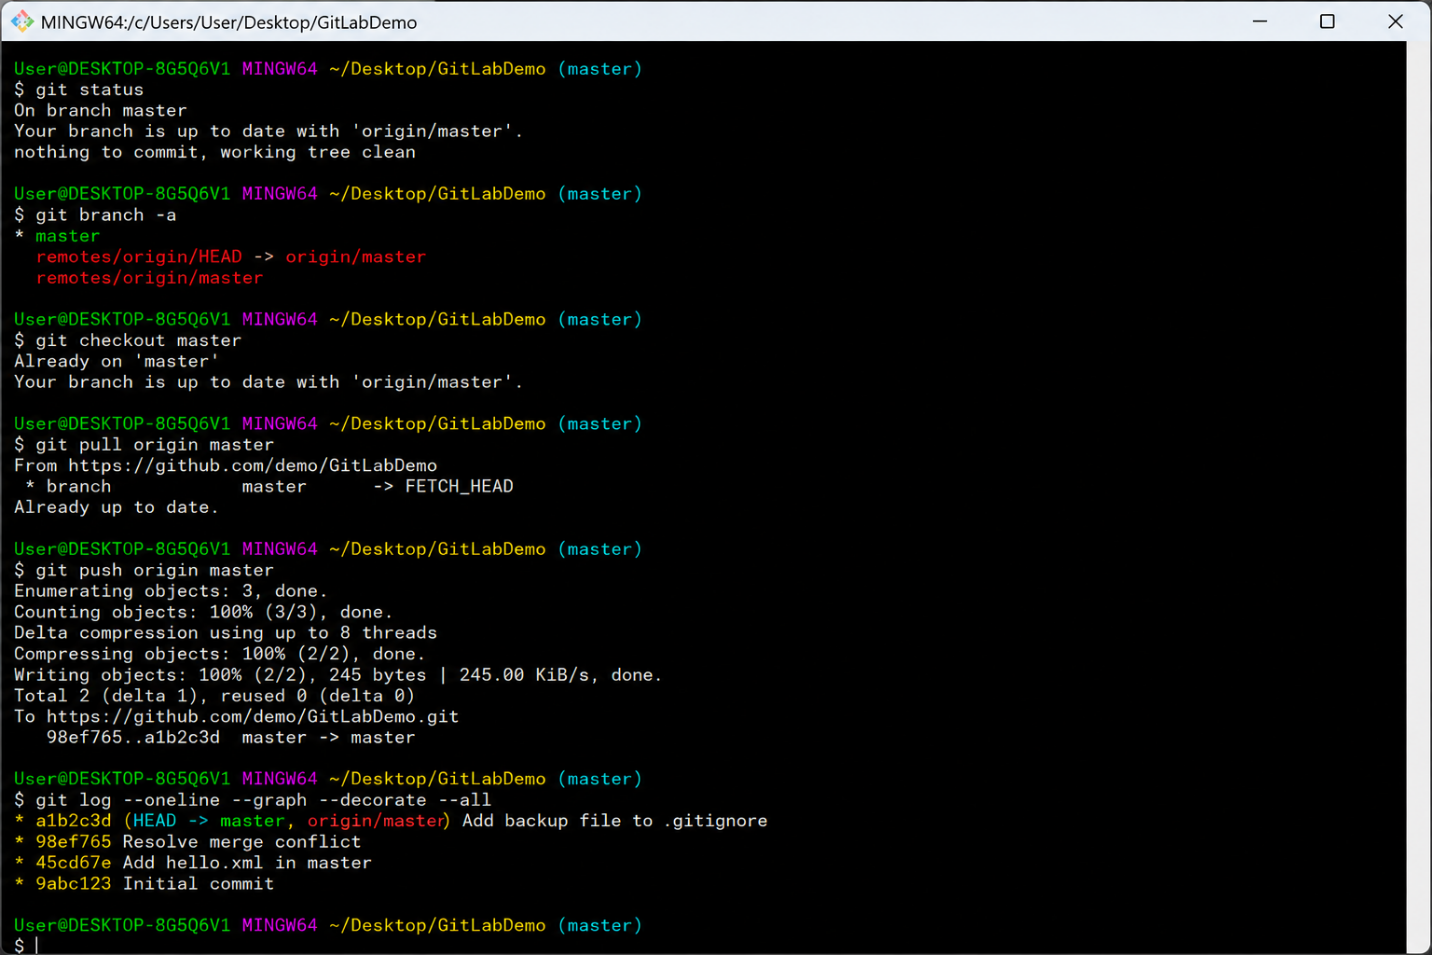 MINGW64:/c/Users/User/Desktop/GitLabDemo
User@DESKTOP-8G5Q6V1 MINGW64 ~/Desktop/GitLabDemo (master)
$ git status
On branch master
Your branch is up to date with 'origin/master'.
nothing to commit, working tree clean
User@DESKTOP-8G5Q6V1 MINGW64 ~/Desktop/GitLabDemo (master)
$ git branch -a
* master
  remotes/origin/HEAD -> origin/master
  remotes/origin/master
User@DESKTOP-8G5Q6V1 MINGW64 ~/Desktop/GitLabDemo (master)
$ git checkout master
Already on 'master'
Your branch is up to date with 'origin/master'.
User@DESKTOP-8G5Q6V1 MINGW64 ~/Desktop/GitLabDemo (master)
$ git pull origin master
From https://github.com/demo/GitLabDemo
 * branch            master      -> FETCH_HEAD
Already up to date.
User@DESKTOP-8G5Q6V1 MINGW64 ~/Desktop/GitLabDemo (master)
$ git push origin master
Enumerating objects: 3, done.
Counting objects: 100% (3/3), done.
Delta compression using up to 8 threads
Compressing objects: 100% (2/2), done.
Writing objects: 100% (2/2), 245 bytes | 245.00 KiB/s, done.
Total 2 (delta 1), reused 0 (delta 0)
To https://github.com/demo/GitLabDemo.git
   98ef765..a1b2c3d  master -> master
User@DESKTOP-8G5Q6V1 MINGW64 ~/Desktop/GitLabDemo (master)
$ git log --oneline --graph --decorate --all
* a1b2c3d (HEAD -> master, origin/master) Add backup file to .gitignore
* 98ef765 Resolve merge conflict
* 45cd67e Add hello.xml in master
* 9abc123 Initial commit
User@DESKTOP-8G5Q6V1 MINGW64 ~/Desktop/GitLabDemo (master)
$